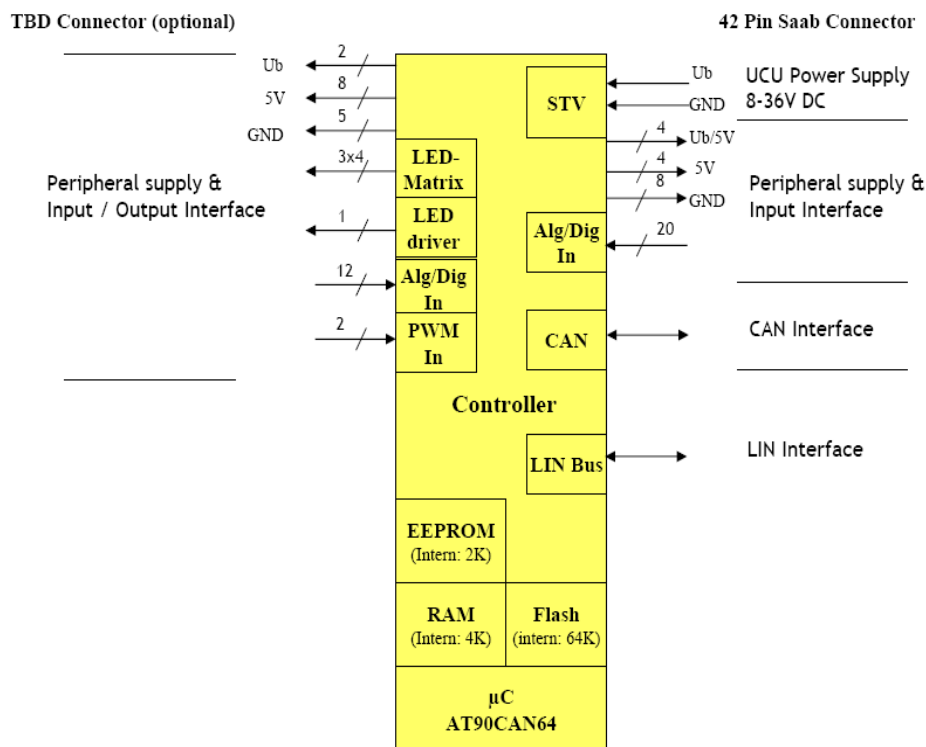 TBD Connector (optional)
42 Pin Saab Connector
Ub
2
5V
8
GND
5
3x4
Peripheral supply &
Input / Output Interface
1
12
2
LED-
Matrix
LED
driver
Alg/Dig
In
PWM
In
STV
Ub
GND
UCU Power Supply
8-36V DC
4
Ub/5V
4
5V
8
GND
Peripheral supply &
Input Interface
Alg/Dig
In
20
CAN
CAN Interface
Controller
LIN Bus
LIN Interface
EEPROM
(Intern: 2K)
RAM
(Intern: 4K)
Flash
(intern: 64K)
µC
AT90CAN64